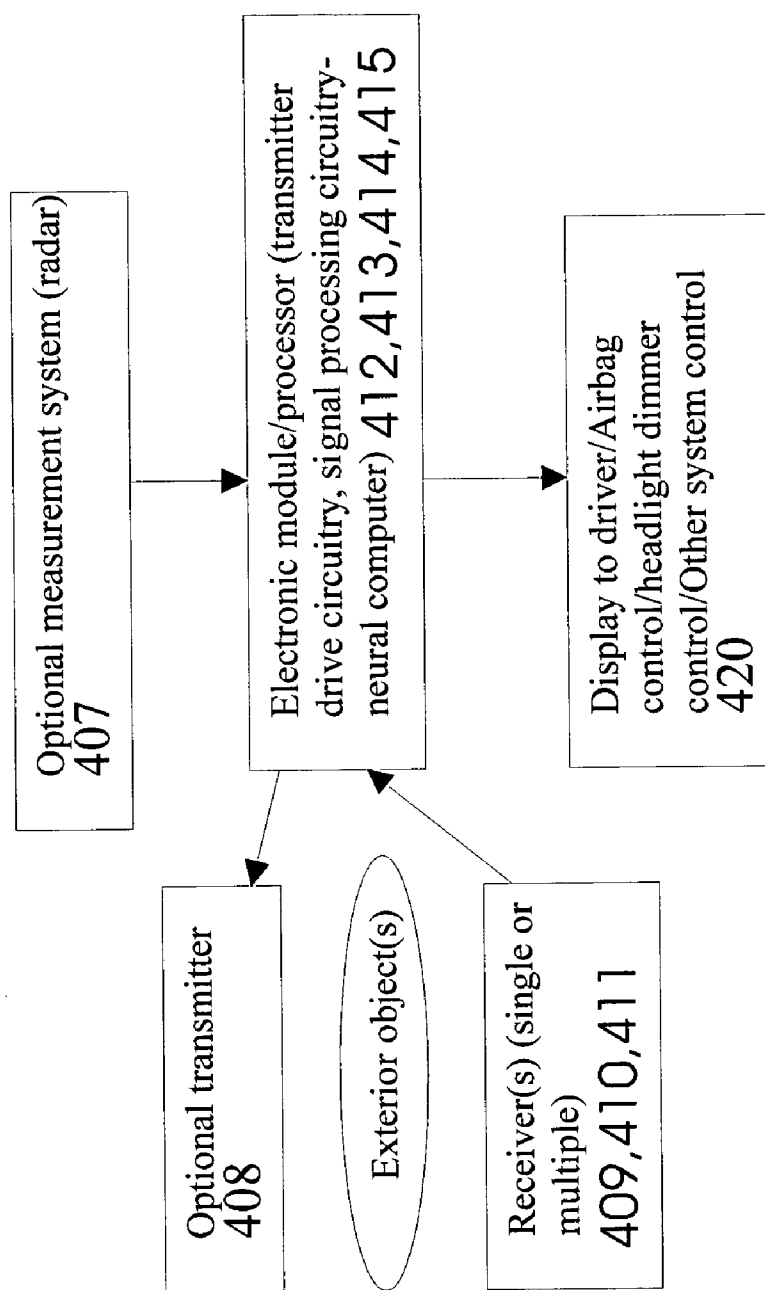 Optional measurement system (radar)
407
Optional transmitter
408
Electronic module/processor (transmitter
drive circuitry, signal processing circuitry-
neural computer) 412,413,414,415
Exterior object(s)
Receiver(s) (single or
multiple)
409,410,411
Display to driver/Airbag
control/headlight dimmer
control/Other system control
420